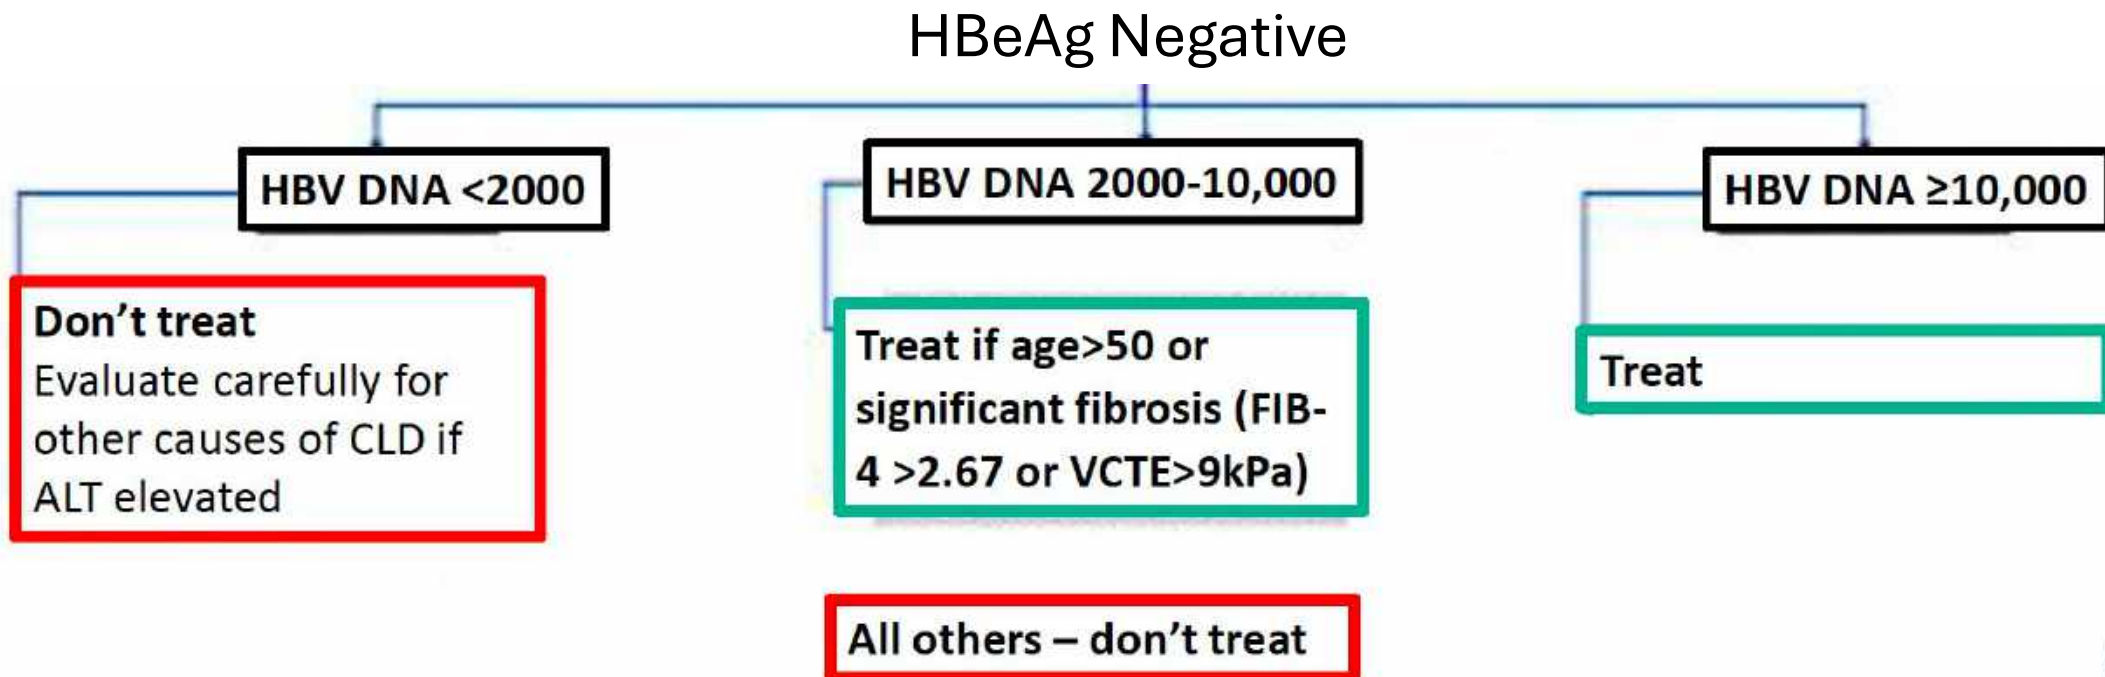 HBeAg Negative
HBV DNA <2000
HBV DNA 2000-10,000
HBV DNA ≥10,000
Don’t treat
Evaluate carefully for
other causes of CLD if
ALT elevated
Treat if age>50 or
significant fibrosis (FIB-
4 >2.67 or VCTE>9kPa)
Treat
All others – don’t treat